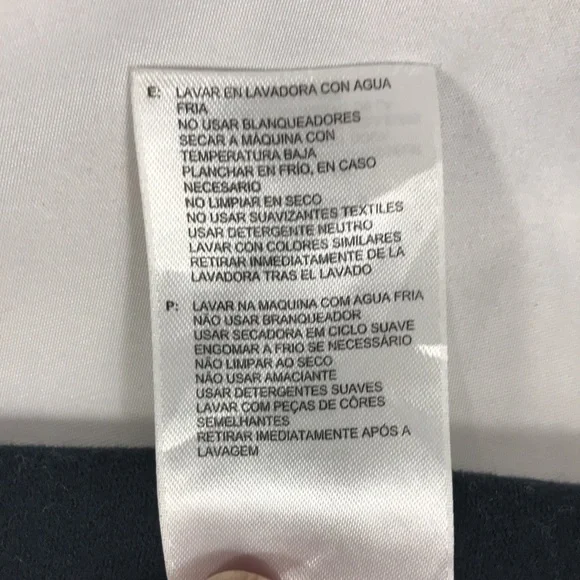 E: LAVAR EN LAVADORA CON AGUA
FRIA
NO USAR BLANQUEADORES
SECAR A MÁQUINA CON
TEMPERATURA BAJA
PLANCHAR EN FRÍO, EN CASO
NECESARIO
NO LIMPIAR EN SECO
NO USAR SUAVIZANTES TEXTILES
USAR DETERGENTE NEUTRO
LAVAR CON COLORES SIMILARES
RETIRAR INMEDIATAMENTE DE LA
LAVADORA TRAS EL LAVADO
P: LAVAR NA MAQUINA COM AGUA FRIA
NÃO USAR BRANQUEADOR
USAR SECADORA EM CICLO SUAVE
ENGOMAR A FRIO SE NECESSÁRIO
NÃO LIMPAR AO SECO
NÃO USAR AMACIANTE
USAR DETERGENTES SUAVES
LAVAR COM PEÇAS DE CÔRES
SEMELHANTES
RETIRAR IMEDIATAMENTE APÓS A
LAVAGEM